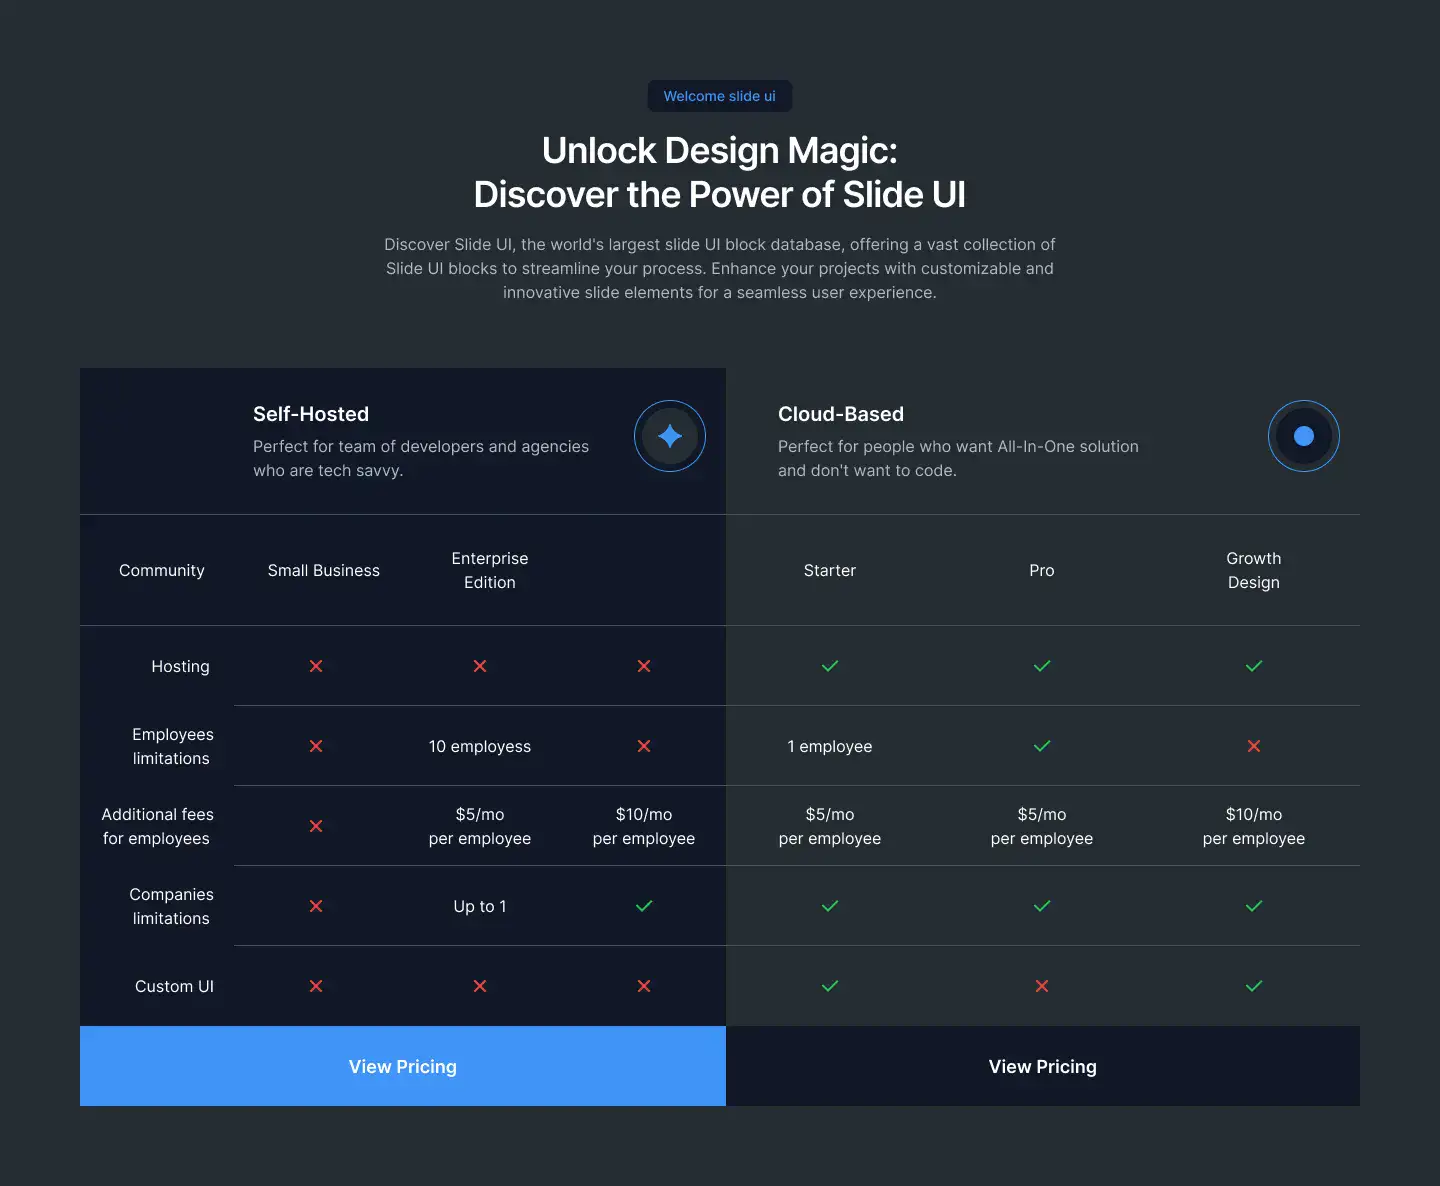 Welcome slide ui
Unlock Design Magic:
Discover the Power of Slide UI
Discover Slide UI, the world's largest slide UI block database, offering a vast collection of
Slide UI blocks to streamline your process. Enhance your projects with customizable and
innovative slide elements for a seamless user experience.
Self-Hosted
Perfect for team of developers and agencies
who are tech savvy.
Cloud-Based
Perfect for people who want All-In-One solution
and don't want to code.
Community
Small Business
Enterprise
Edition
Starter
Pro
Growth
Design
Hosting
Employees
limitations
10 employess
1 employee
Additional fees
for employees
$5/mo
per employee
$10/mo
per employee
$5/mo
per employee
$5/mo
per employee
$10/mo
per employee
Companies
limitations
Up to 1
Custom UI
View Pricing
View Pricing